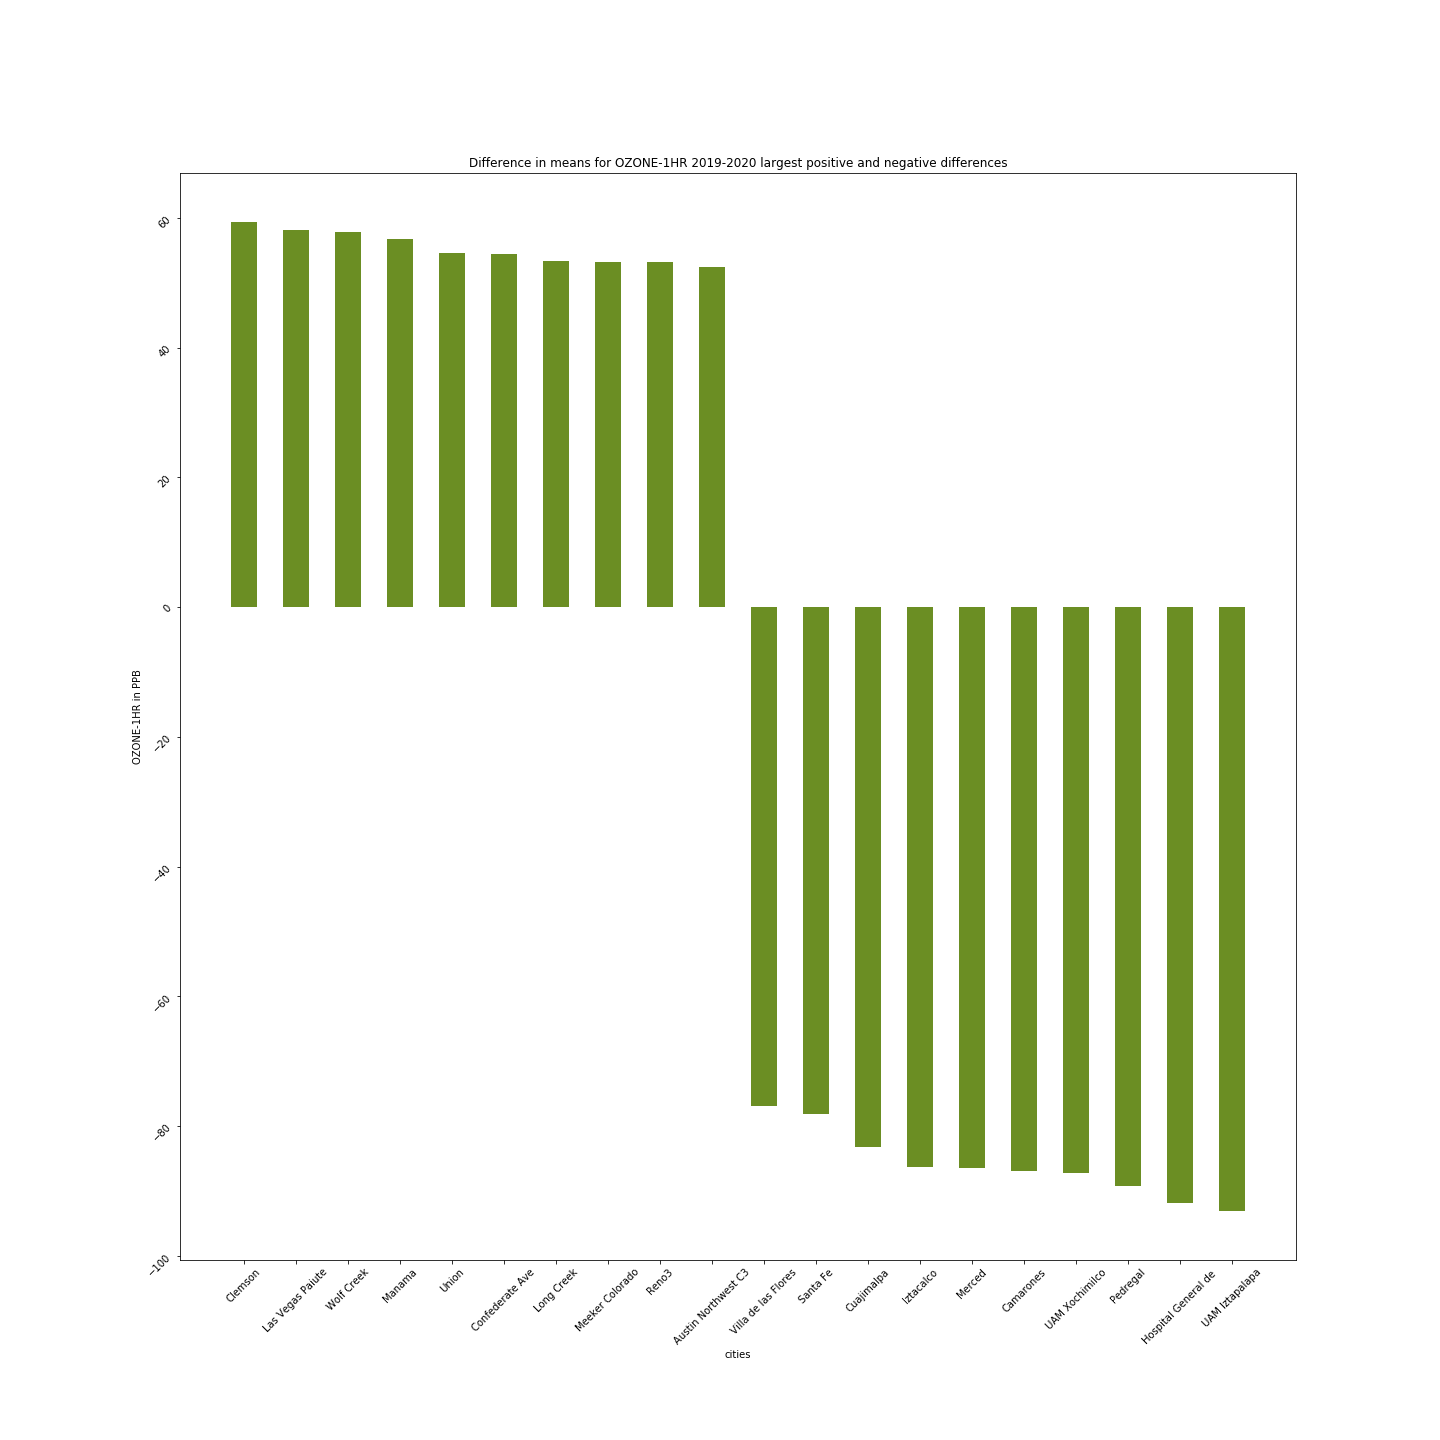 Difference in means for OZONE-1HR 2019-2020 largest positive and negative differences
60
40
20
0
−20
−40
−60
−80
−100
OZONE-1HR in PPB
Clemson
Las Vegas Paiute
Wolf Creek
Manama
Union
Confederate Ave
Long Creek
Meeker Colorado
Reno3
Austin Northwest C3
Villa de las Flores
Santa Fe
Cuajimalpa
Iztacalco
Merced
Camarones
UAM Xochimilco
Pedregal
Hospital General de
UAM Iztapalapa
cities